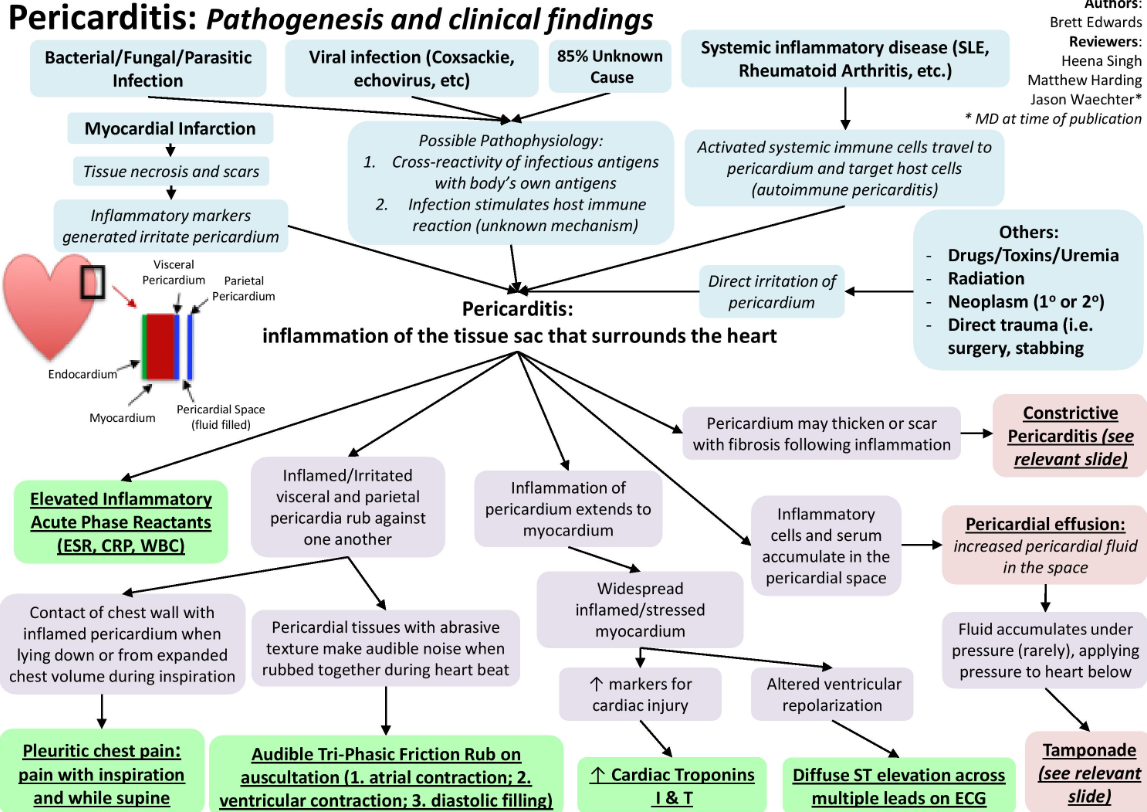 Pericarditis: Pathogenesis and clinical findings
Authors:
Brett Edwards
Reviewers:
Heena Singh
Matthew Harding
Jason Waechter*
* MD at time of publication
Bacterial/Fungal/Parasitic
Infection
Viral infection (Coxsackie,
echovirus, etc)
85% Unknown
Cause
Systemic inflammatory disease (SLE,
Rheumatoid Arthritis, etc.)
Myocardial Infarction
Tissue necrosis and scars
Inflammatory markers
generated irritate pericardium
Possible Pathophysiology:
1. Cross-reactivity of infectious antigens
with body's own antigens
2. Infection stimulates host immune
reaction (unknown mechanism)
Activated systemic immune cells travel to
pericardium and target host cells
(autoimmune pericarditis)
Others:
- Drugs/Toxins/Uremia
- Radiation
- Neoplasm (1º or 2º)
- Direct trauma (i.e.
surgery, stabbing
Direct irritation of
pericardium
Visceral
Pericardium
Parietal
Pericardium
Endocardium
Myocardium
Pericardial Space
(fluid filled)
Pericarditis:
inflammation of the tissue sac that surrounds the heart
Pericardium may thicken or scar
with fibrosis following inflammation
Constrictive
Pericarditis (see
relevant slide)
Elevated Inflammatory
Acute Phase Reactants
(ESR, CRP, WBC)
Inflamed/Irritated
visceral and parietal
pericardia rub against
one another
Inflammation of
pericardium extends to
myocardium
Inflammatory
cells and serum
accumulate in the
pericardial space
Pericardial effusion:
increased pericardial fluid
in the space
Contact of chest wall with
inflamed pericardium when
lying down or from expanded
chest volume during inspiration
Pericardial tissues with abrasive
texture make audible noise when
rubbed together during heart beat
Widespread
inflamed/stressed
myocardium
Fluid accumulates under
pressure (rarely), applying
pressure to heart below
↑ markers for
cardiac injury
Altered ventricular
repolarization
Pleuritic chest pain:
pain with inspiration
and while supine
Audible Tri-Phasic Friction Rub on
auscultation (1. atrial contraction; 2.
ventricular contraction; 3. diastolic filling)
↑ Cardiac Troponins
I & T
Diffuse ST elevation across
multiple leads on ECG
Tamponade
(see relevant
slide)